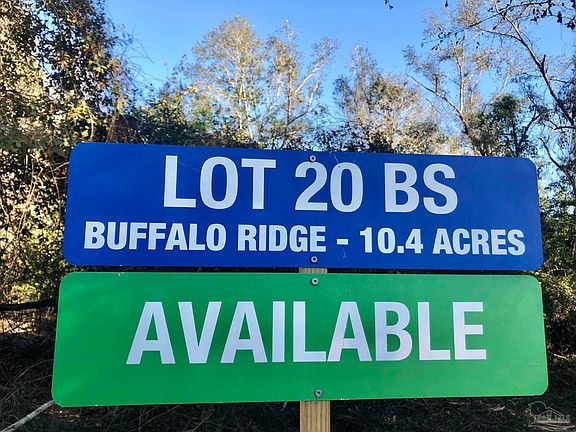 LOT 20 BS
BUFFALO RIDGE - 10.4 ACRES
AVAILABLE